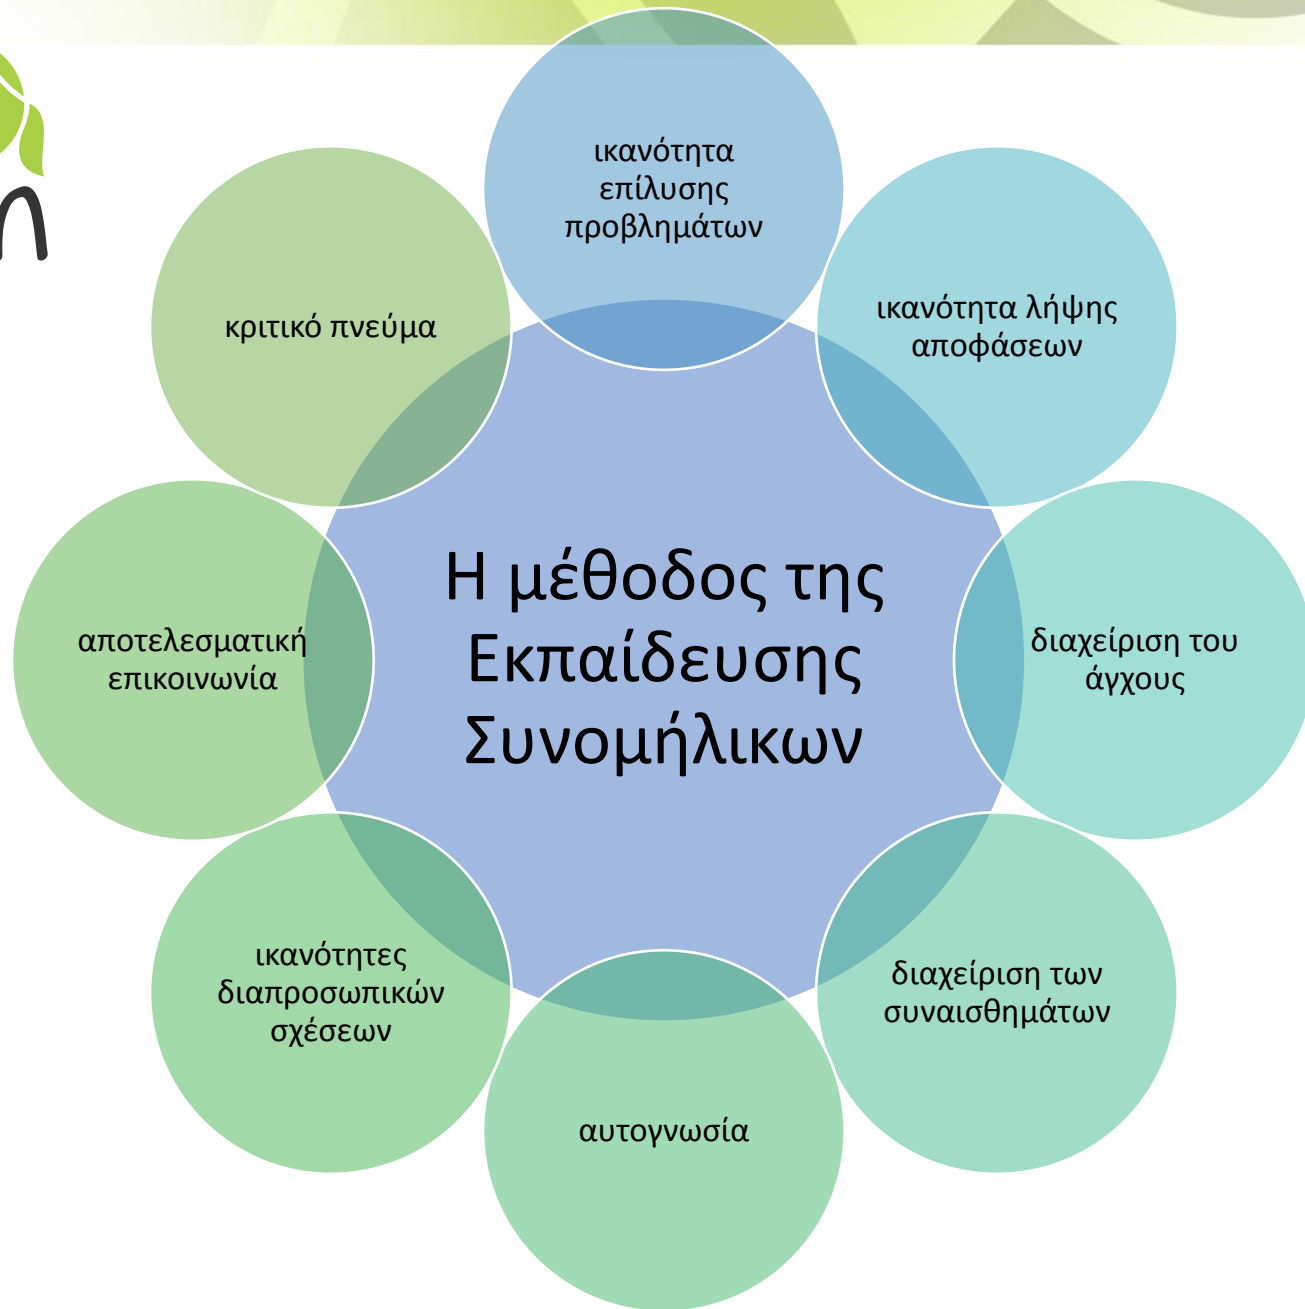 ικανότητα
επίλυσης
προβλημάτων
ικανότητα λήψης
αποφάσεων
διαχείριση του
άγχους
διαχείριση των
συναισθημάτων
αυτογνωσία
ικανότητες
διαπροσωπικών
σχέσεων
αποτελεσματική
επικοινωνία
κριτικό πνεύμα
Η μέθοδος της
Εκπαίδευσης
Συνομήλικων